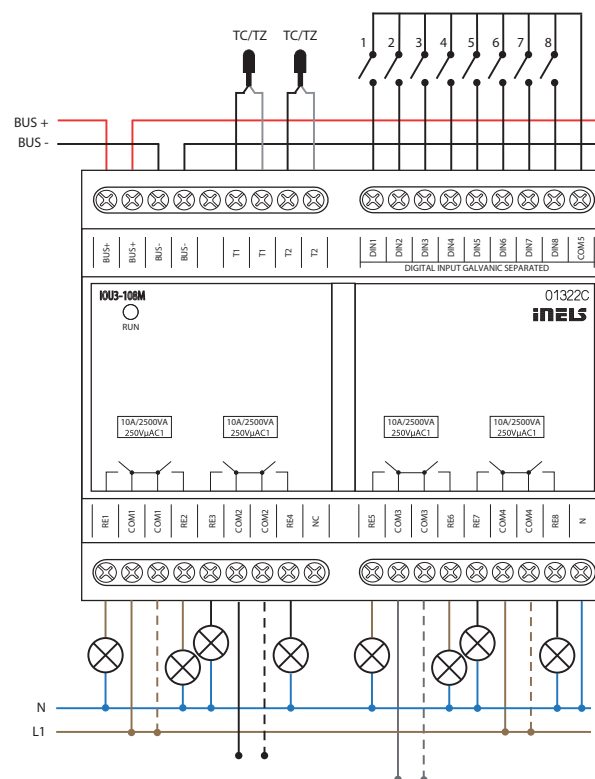 TC/TZ TC/TZ
1 2 3 4 5 6 7 8
BUS +
BUS -
BUS+ BUS+ BUS- BUS- T1 T1 T2 T2 DIN1 DIN2 DIN3 DIN4 DIN5 DIN6 DIN7 DIN8 COM5
DIGITAL INPUT GALVANIC SEPARATED
IOU3-108M
RUN
01322C
iNELS
10A/2500VA 10A/2500VA 10A/2500VA 10A/2500VA
250VµAC1 250VµAC1 250VµAC1 250VµAC1
RE1 COM1 COM1 RE2 RE3 COM2 COM2 RE4 NC RE5 COM3 COM3 RE6 RE7 COM4 COM4 RE8 N
N
L1